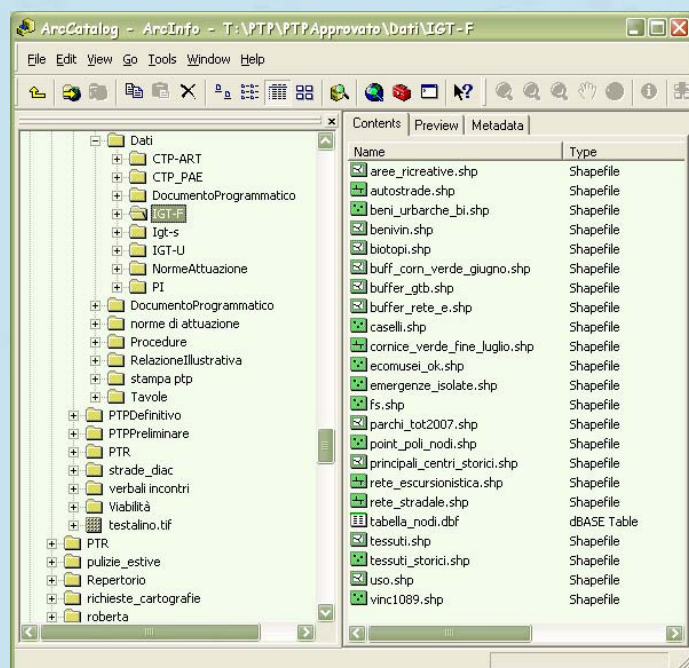 ArcCatalog - ArcInfo - T:\PTP\PTPApprovato\Dati\IGT-F
File Edit View Go Tools Window Help
Dati
CTP-ART
CTP_PAE
DocumentoProgrammatico
IGT-F
Igt-s
IGT-U
NormeAttuazione
PI
DocumentoProgrammatico
norme di attuazione
Procedure
RelazioneIllustrativa
stampa ptp
Tavole
PTPDefinitivo
PTPPreliminare
PTR
strade_diac
verbali incontri
Viabilità
testalino.tif
PTR
pulizie_estive
Repertorio
richieste_cartografie
roberta
Contents Preview Metadata
Name Type
aree_ricreative.shp Shapefile
autostrade.shp Shapefile
beni_urbarche_bi.shp Shapefile
benivin.shp Shapefile
biotopi.shp Shapefile
buff_corn_verde_giugno.shp Shapefile
buffer_gtb.shp Shapefile
buffer_rete_e.shp Shapefile
caselli.shp Shapefile
cornice_verde_fine_luglio.shp Shapefile
ecomusei_ok.shp Shapefile
emergenze_isolate.shp Shapefile
fs.shp Shapefile
parchi_tot2007.shp Shapefile
point_poli_nodi.shp Shapefile
principali_centri_storici.shp Shapefile
rete_escursionistica.shp Shapefile
rete_stradale.shp Shapefile
tabella_nodi.dbf dBASE Table
tessuti.shp Shapefile
tessuti_storici.shp Shapefile
uso.shp Shapefile
vinc1089.shp Shapefile